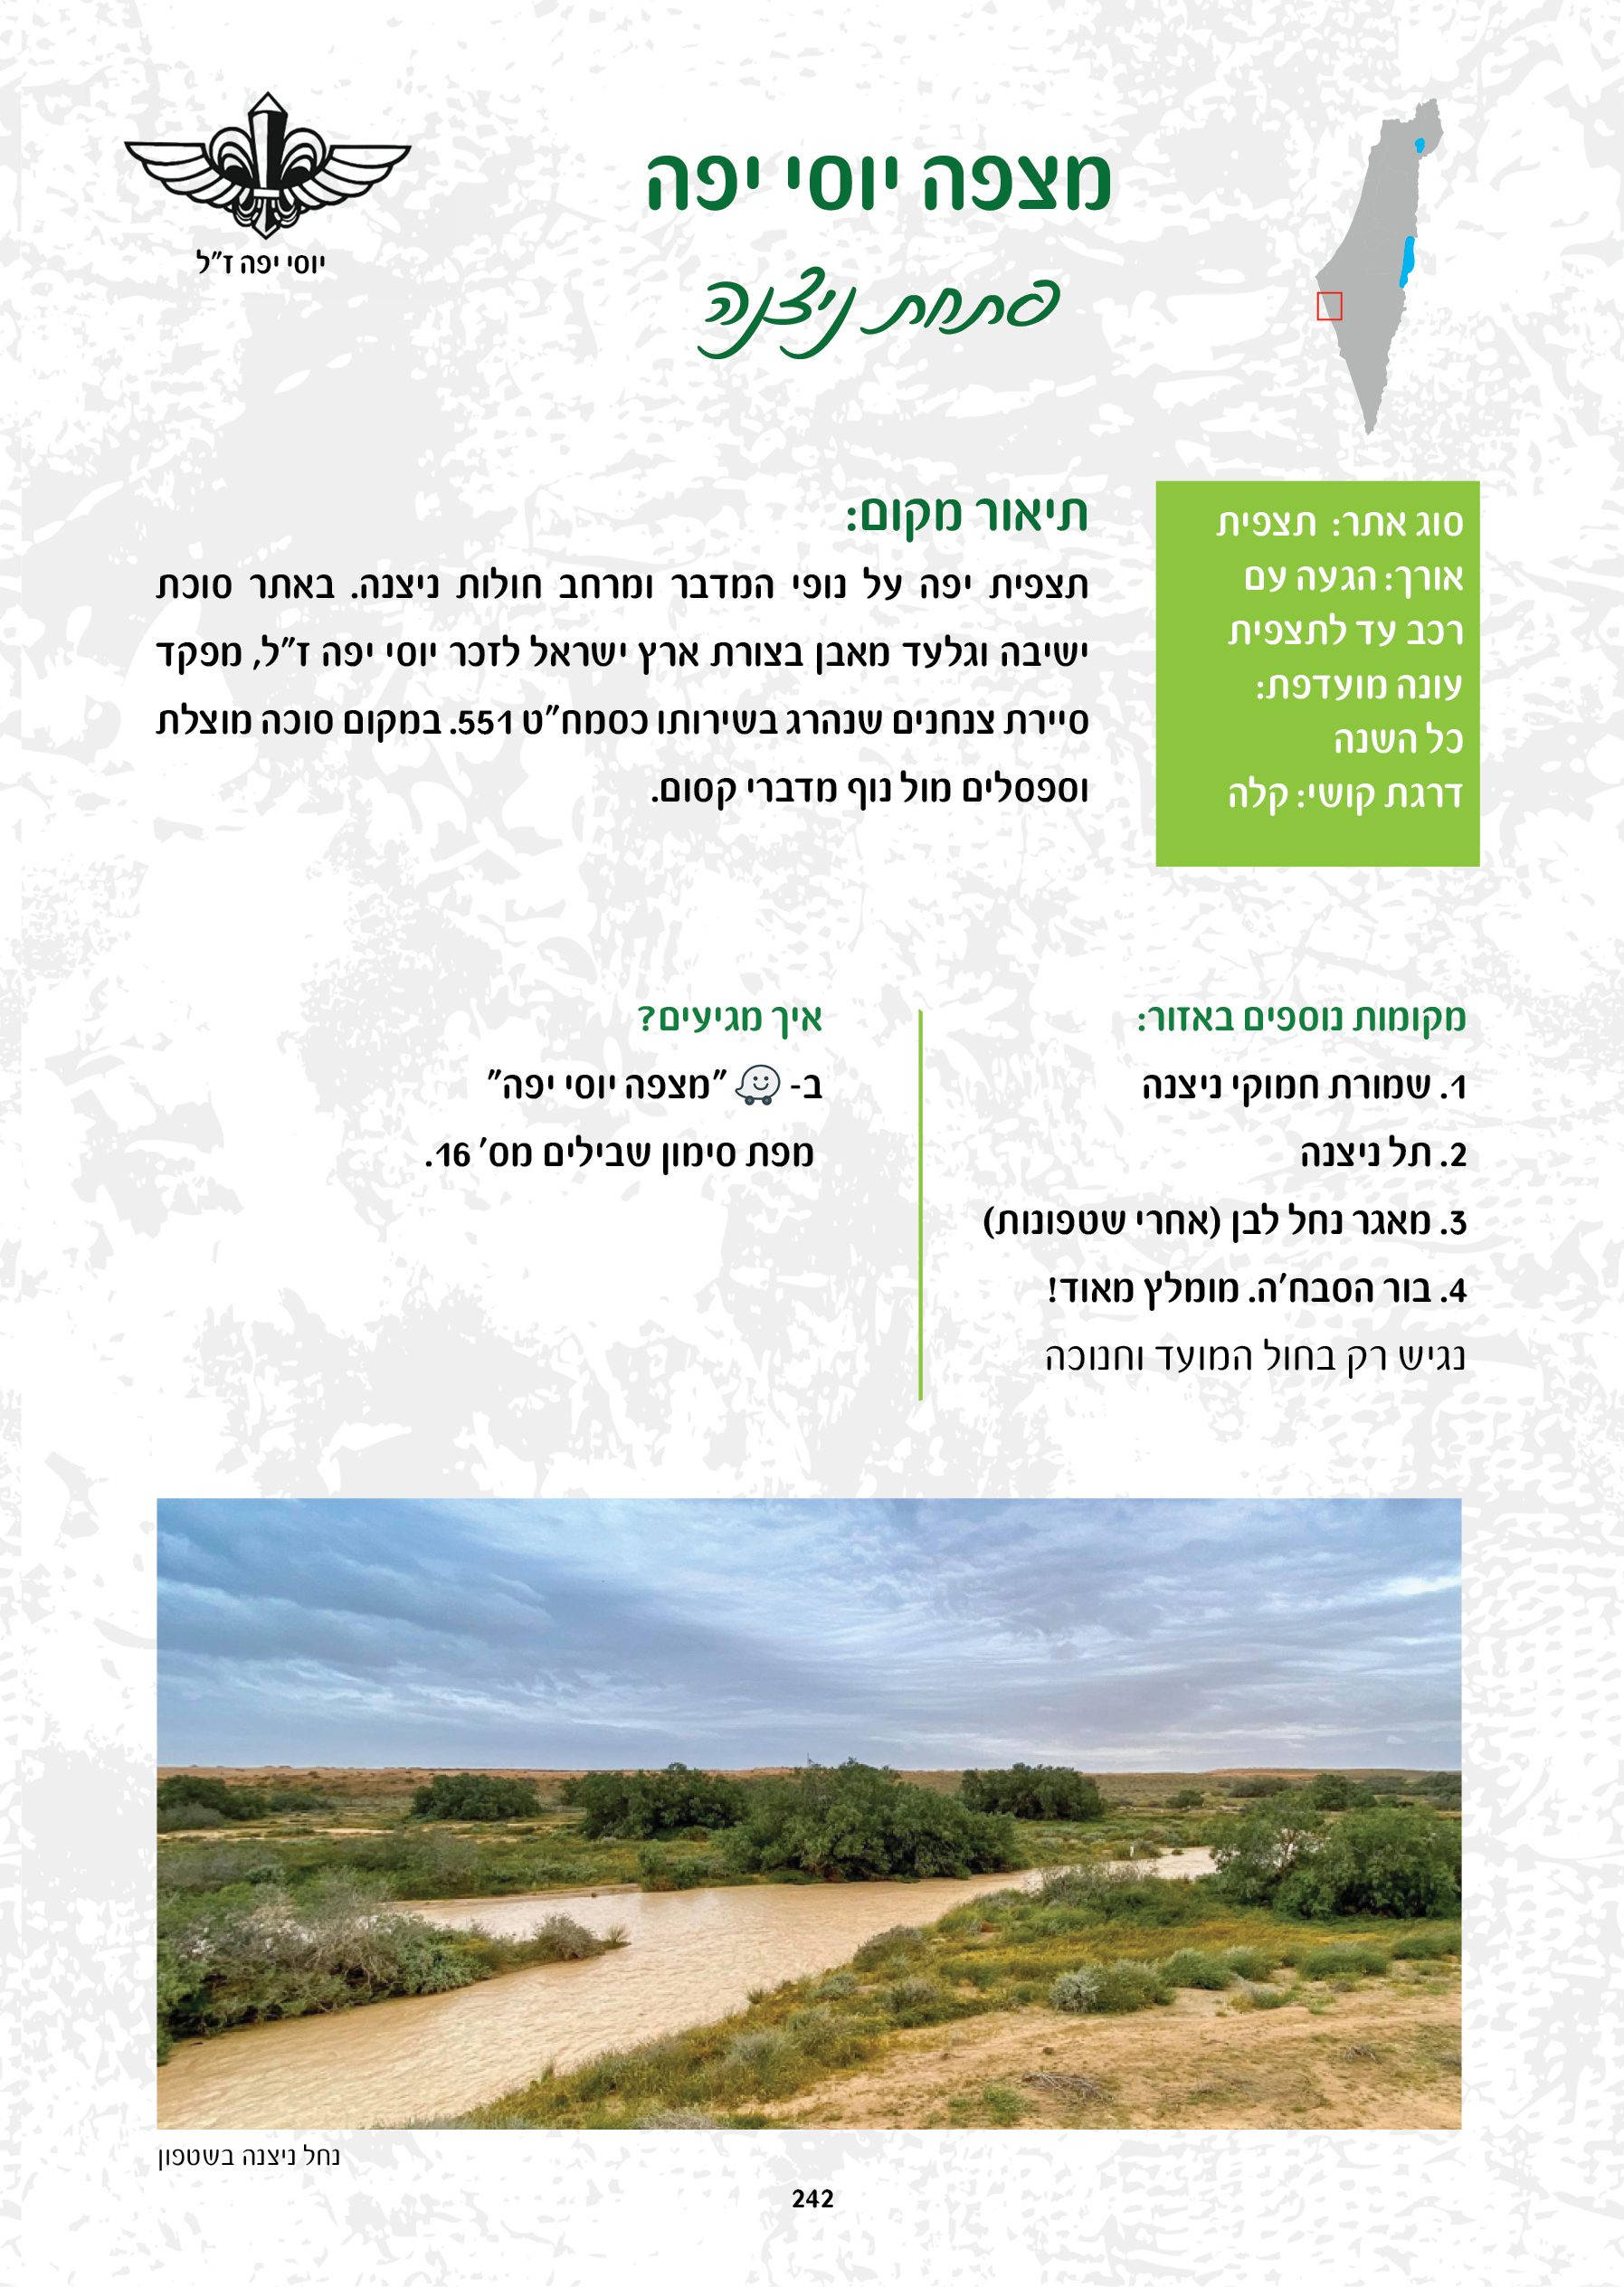 מצפה יוסי יפה
פתחת ניצנה
יוסי יפה ז"ל
סוג אתר: תצפית
אורך: הגעה עם
רכב עד לתצפית
עונה מועדפת:
כל השנה
דרגת קושי: קלה
תיאור מקום:
תצפית יפה על נופי המדבר ומרחב חולות ניצנה. באתר סוכת
ישיבה וגלעד מאבן בצורת ארץ ישראל לזכר יוסי יפה ז"ל, מפקד
סיירת צנחנים שנהרג בשירותו כסמח"ט 551. במקום סוכה מוצלת
וספסלים מול נוף מדברי קסום.
מקומות נוספים באזור:
1. שמורת חמוקי ניצנה
2. תל ניצנה
3. מאגר נחל לבן (אחרי שטפונות)
4. בור הסבח'ה. מומלץ מאוד!
נגיש רק בחול המועד וחנוכה
איך מגיעים?
ב- "מצפה יוסי יפה"
מפת סימון שבילים מס' 16.
נחל ניצנה בשטפון
242